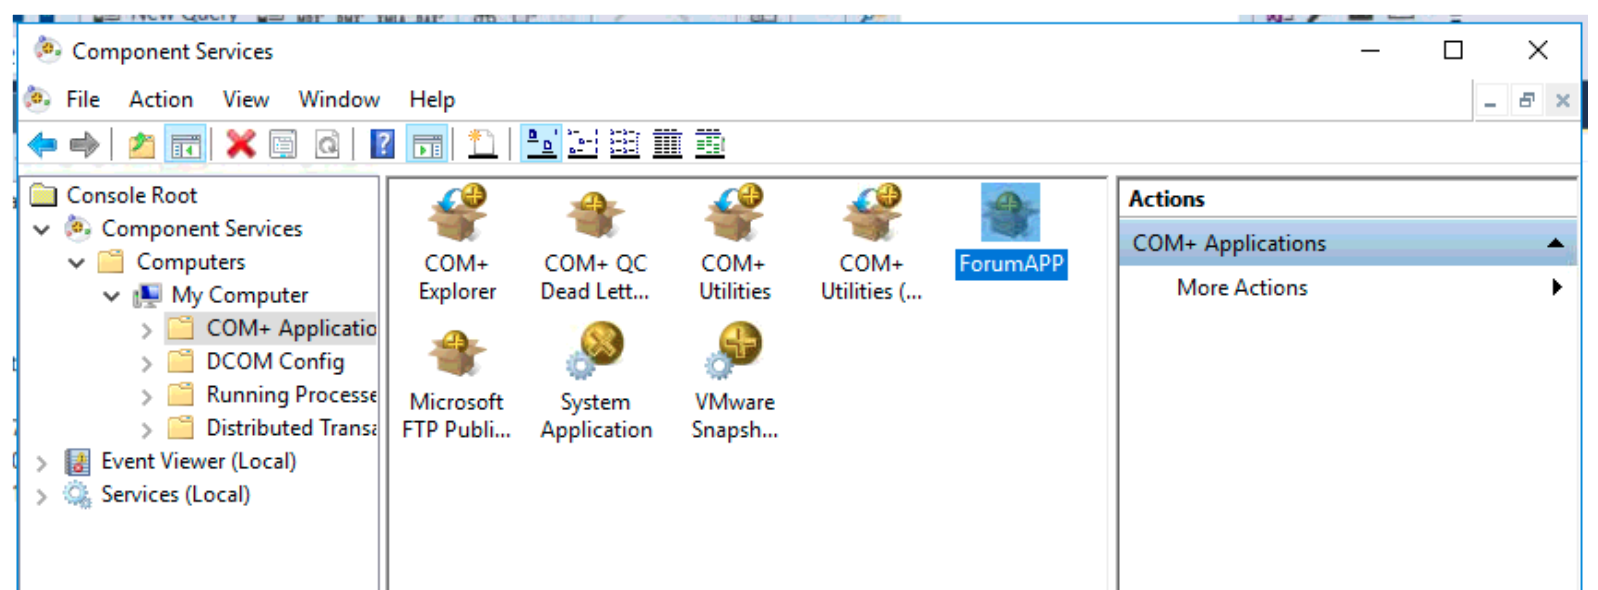 New Query
Component Services
File Action View Window Help
Console Root
Component Services
Computers
My Computer
COM+ Applicatio
DCOM Config
Running Processe
Distributed Transa
Event Viewer (Local)
Services (Local)
COM+
Explorer
COM+ QC
Dead Lett...
COM+
Utilities
COM+
Utilities (...
ForumAPP
Microsoft
FTP Publi...
System
Application
VMware
Snapsh...
Actions
COM+ Applications
More Actions